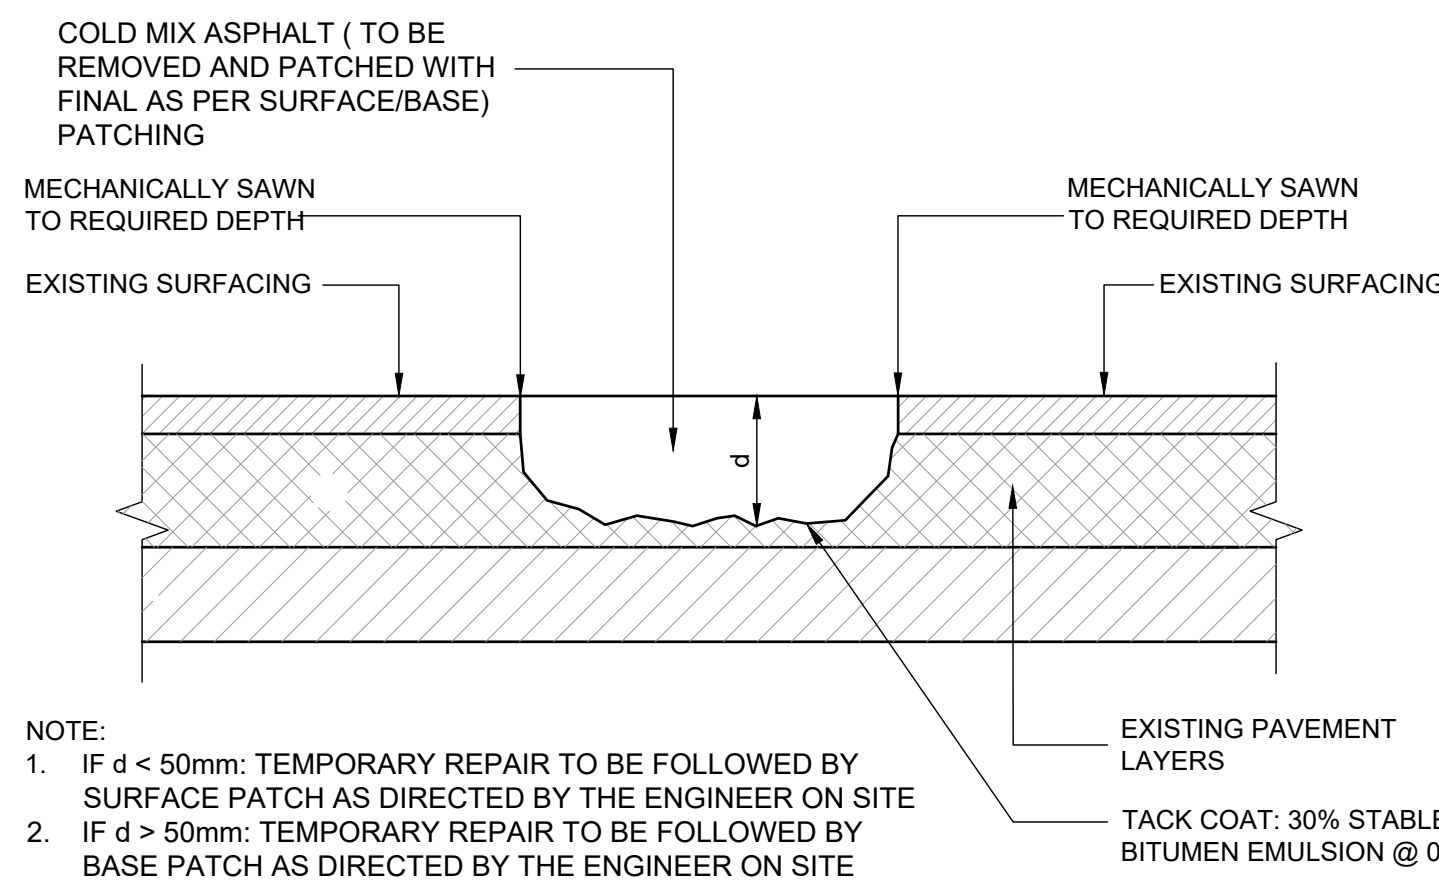 COLD MIX ASPHALT ( TO BE
REMOVED AND PATCHED WITH
FINAL AS PER SURFACE/BASE)
PATCHING
MECHANICALLY SAWN
TO REQUIRED DEPTH
MECHANICALLY SAWN
TO REQUIRED DEPTH
EXISTING SURFACING
EXISTING SURFACING
d
NOTE:
1. IF d < 50mm: TEMPORARY REPAIR TO BE FOLLOWED BY
SURFACE PATCH AS DIRECTED BY THE ENGINEER ON SITE
2. IF d > 50mm: TEMPORARY REPAIR TO BE FOLLOWED BY
BASE PATCH AS DIRECTED BY THE ENGINEER ON SITE
EXISTING PAVEMENT
LAYERS
TACK COAT: 30% STABLE
BITUMEN EMULSION @ 0